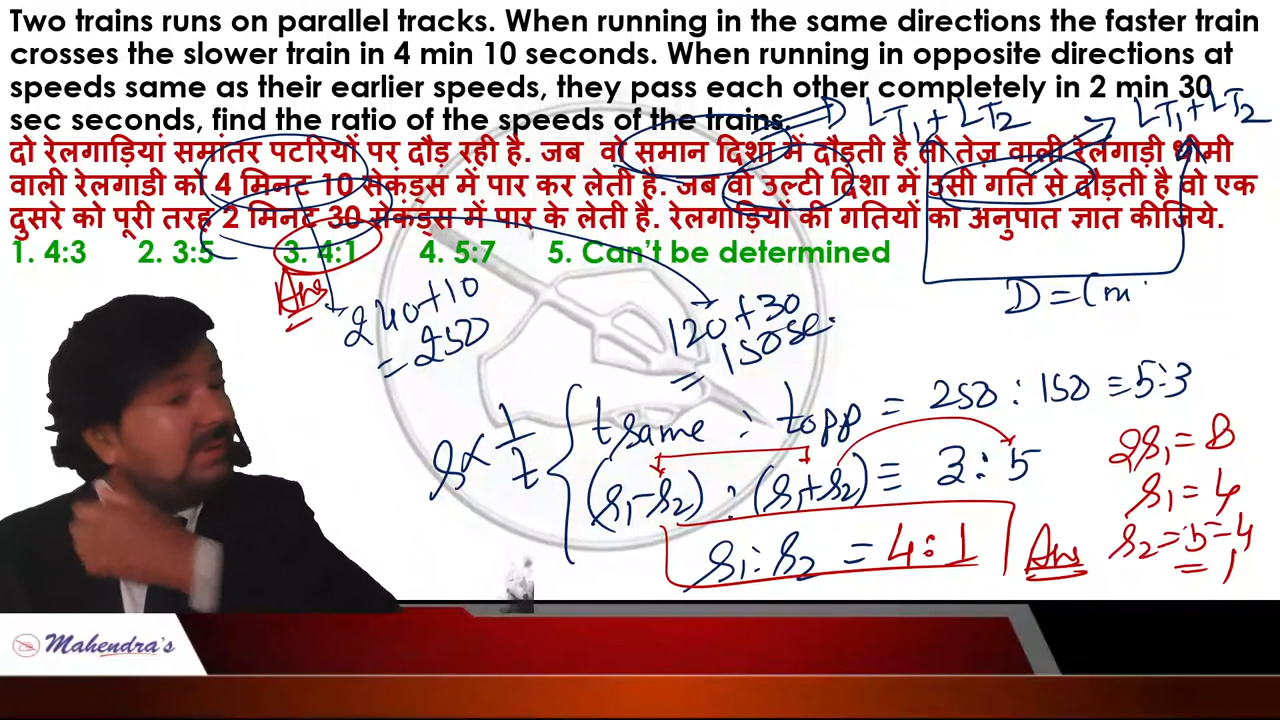 Two trains runs on parallel tracks. When running in the same directions the faster train
crosses the slower train in 4 min 10 seconds. When running in opposite directions at
speeds same as their earlier speeds, they pass each other completely in 2 min 30
sec seconds, find the ratio of the speeds of the trains.
D LT1 + LT2
LT1 + LT2
दो रेलगाड़ियां समांतर पटरियों पर दौड़ रही है. जब वो समान दिशा में दौड़ती है तो तेज़ वाली रेलगाड़ी धीमी
वाली रेलगाडी को 4 मिनट 10 सेकंड्स में पार कर लेती है. जब वो उल्टी दिशा में उसी गति से दौड़ती है वो एक
दुसरे को पूरी तरह 2 मिनट 30 सेकंड्स में पार के लेती है. रेलगाड़ियों की गतियों का अनुपात ज्ञात कीजिये.
1. 4:3 2. 3:5 3. 4:1 4. 5:7 5. Can't be determined
Ans
240+10
= 250
120+30
= 150se.
D = (m
s ∝ 1/t
tsame : topp = 250 : 150 = 5:3
(s1-s2) : (s1+s2) = 3 : 5
s1 : s2 = 4:1 Ans
2s1 = 8
s1 = 4
s2 = 5-4
= 1
Mahendra's